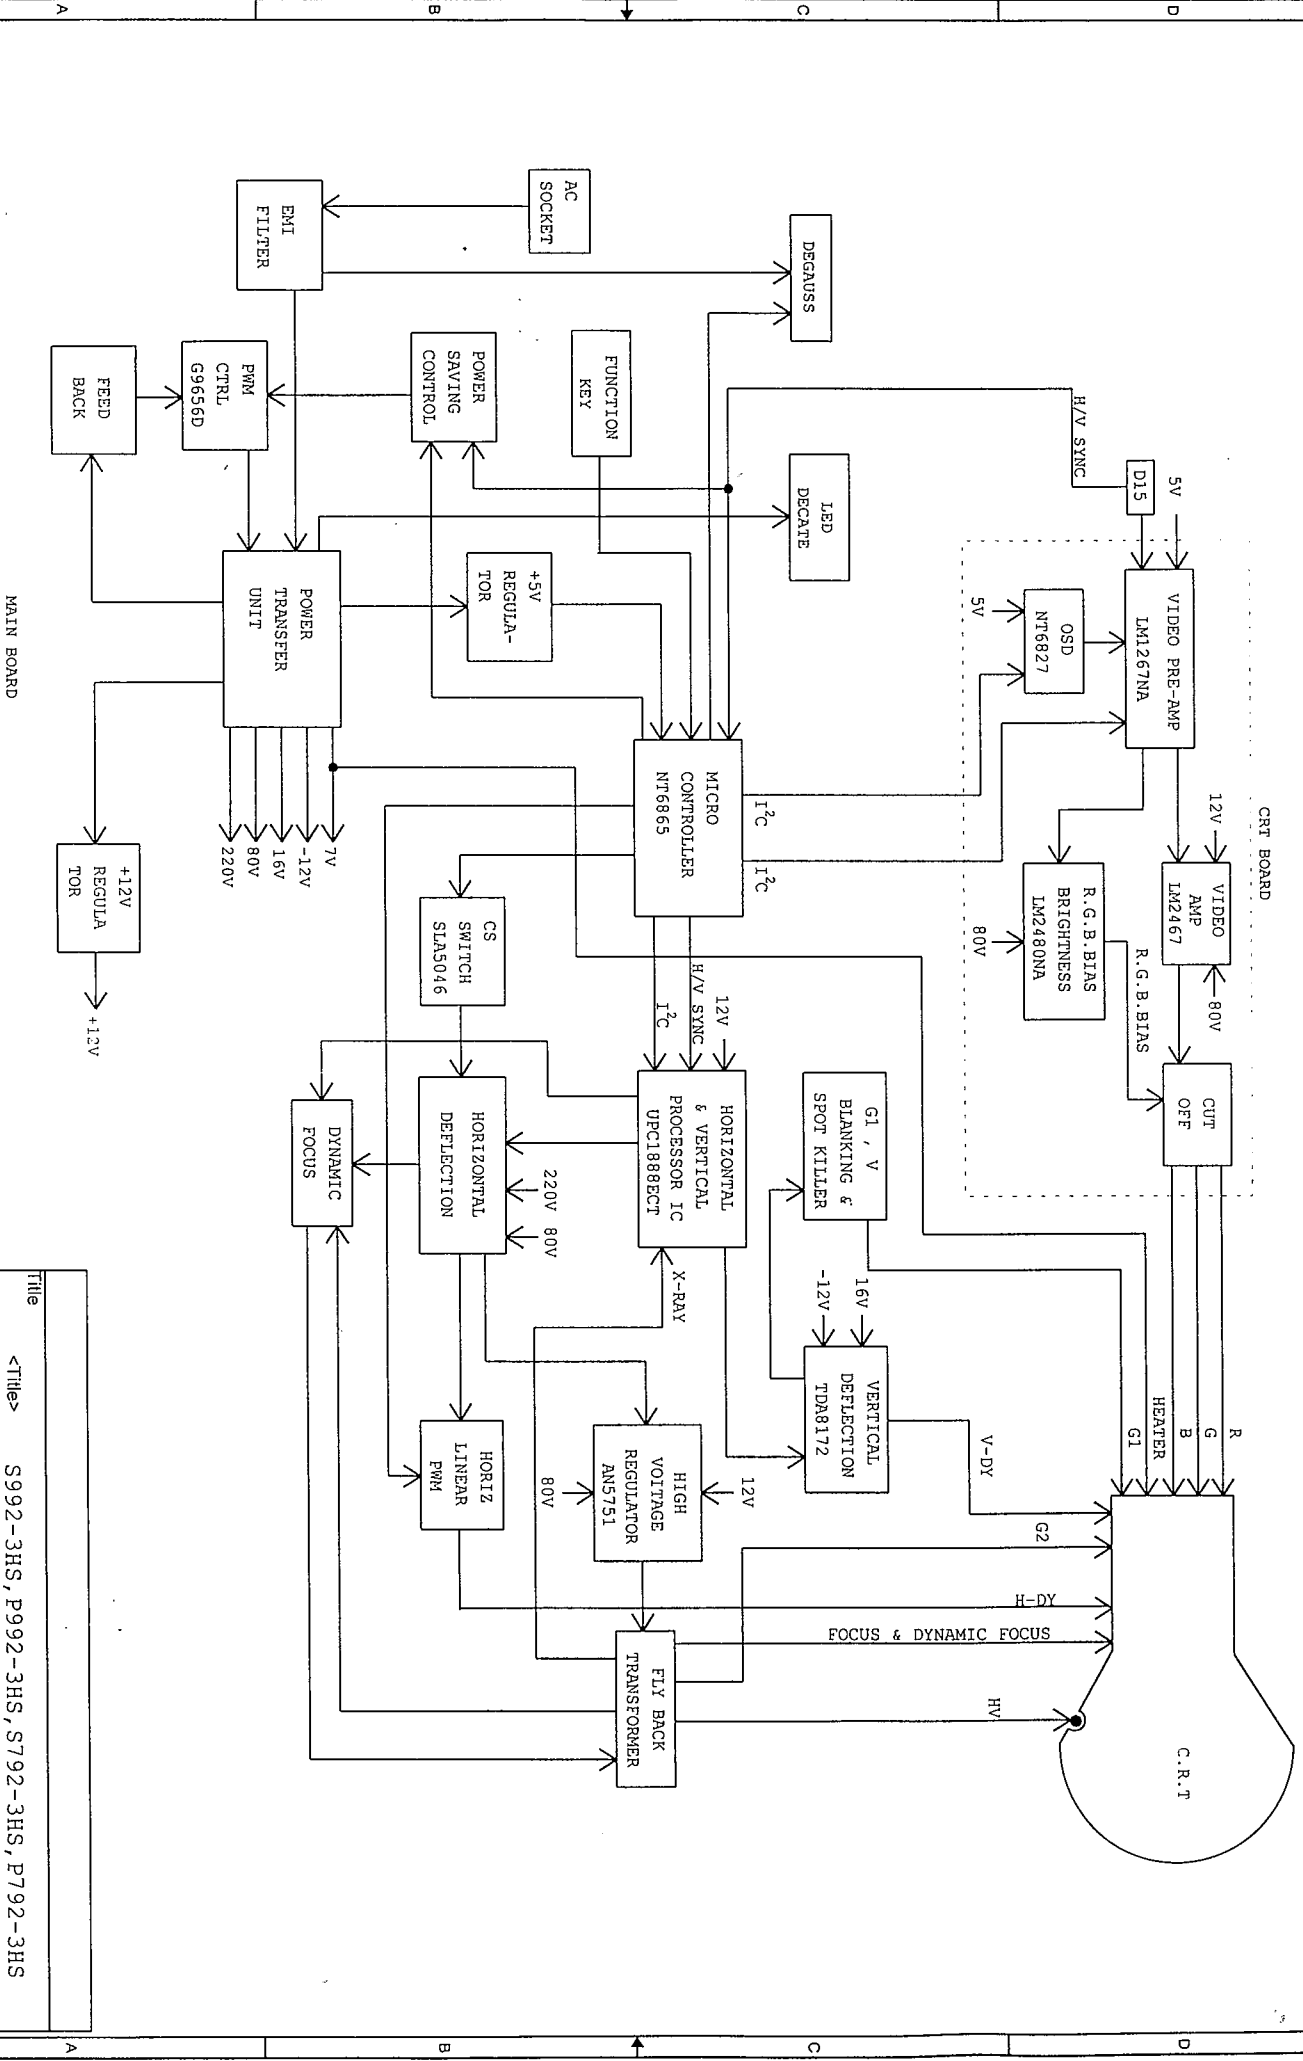 D
C
B
A
CRT BOARD
5V
D15
H/V SYNC
VIDEO PRE-AMP
LM1267NA
12V
VIDEO
AMP
LM2467
80V
CUT
OFF
R.G.B.BIAS
OSD
NT6827
5V
R.G.B.BIAS
BRIGHTNESS
LM2480NA
80V
R
G
B
HEATER
G1
C.R.T
V-DY
G2
H-DY
FOCUS & DYNAMIC FOCUS
HV
DEGAUSS
LED
DECATE
G1 , V
BLANKING &
SPOT KILLER
16V
-12V
VERTICAL
DEFLECTION
TDA8172
AC
SOCKET
FUNCTION
KEY
I²C
I²C
MICRO
CONTROLLER
NT6865
12V
H/V SYNC
I²C
HORIZONTAL
& VERTICAL
PROCESSOR IC
UPC1888ECT
X-RAY
12V
HIGH
VOLTAGE
REGULATOR
AN5751
80V
FLY BACK
TRANSFORMER
POWER
SAVING
CONTROL
+5V
REGULA-
TOR
CS
SWITCH
SLA5046
220V
80V
HORIZONTAL
DEFLECTION
HORIZ
LINEAR
PWM
DYNAMIC
FOCUS
EMI
FILTER
PWM
CTRL
G9656D
POWER
TRANSFER
UNIT
7V
-12V
16V
80V
220V
FEED
BACK
+12V
REGULA
TOR
+12V
MAIN BOARD
Title
<Title> S992-3HS,P992-3HS,S792-3HS,P792-3HS
D
C
B
A